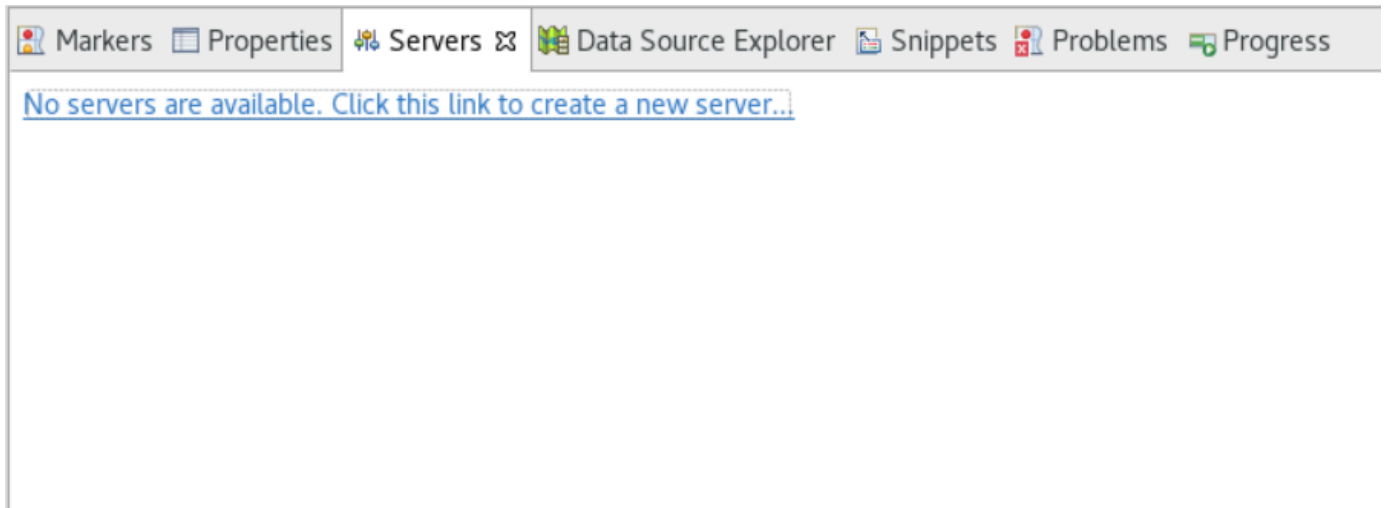 Markers Properties Servers Data Source Explorer Snippets Problems Progress
No servers are available. Click this link to create a new server...